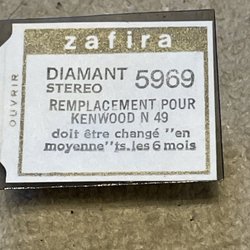 zafira
OUVRIR
DIAMANT 5969
STEREO
REMPLACEMENT POUR
KENWOOD N 49
doit être changé "en
moyenne"ts.les 6 mois